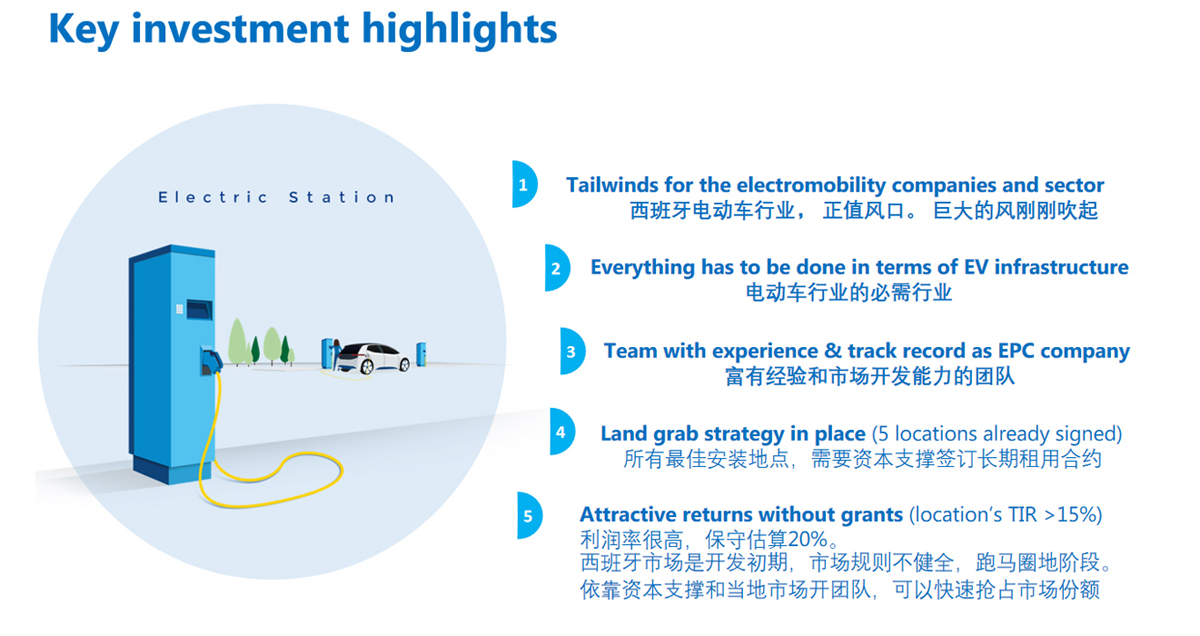 Key investment highlights
Electric Station
1
Tailwinds for the electromobility companies and sector
西班牙电动车行业， 正值风口。 巨大的风刚刚吹起
2
Everything has to be done in terms of EV infrastructure
电动车行业的必需行业
3
Team with experience & track record as EPC company
富有经验和市场开发能力的团队
4
Land grab strategy in place (5 locations already signed)
所有最佳安装地点，需要资本支撑签订长期租用合约
5
Attractive returns without grants (location’s TIR >15%)
利润率很高，保守估算20%。
西班牙市场是开发初期，市场规则不健全，跑马圈地阶段。
依靠资本支撑和当地市场开团队，可以快速抢占市场份额